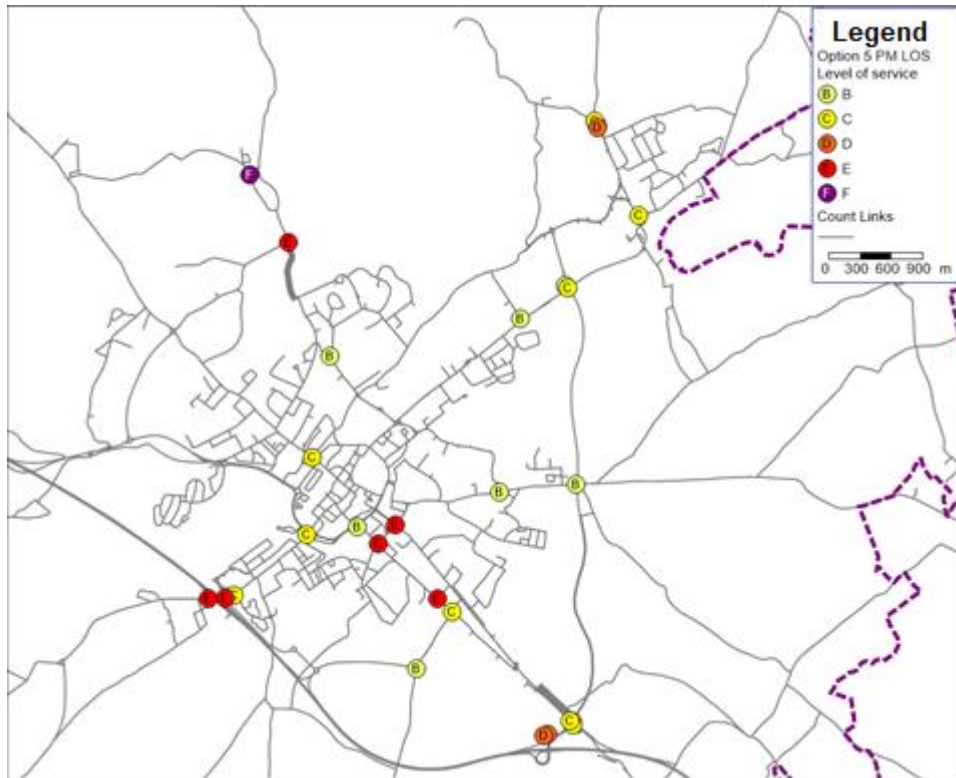 Legend
Option 5 PM LOS
Level of service
B B
C C
D D
E E
F F
Count Links
0 300 600 900 m
D
F
C
E
C
B
B
C
B
B
C
B
E
E
E
E
C
E
C
B
C
D